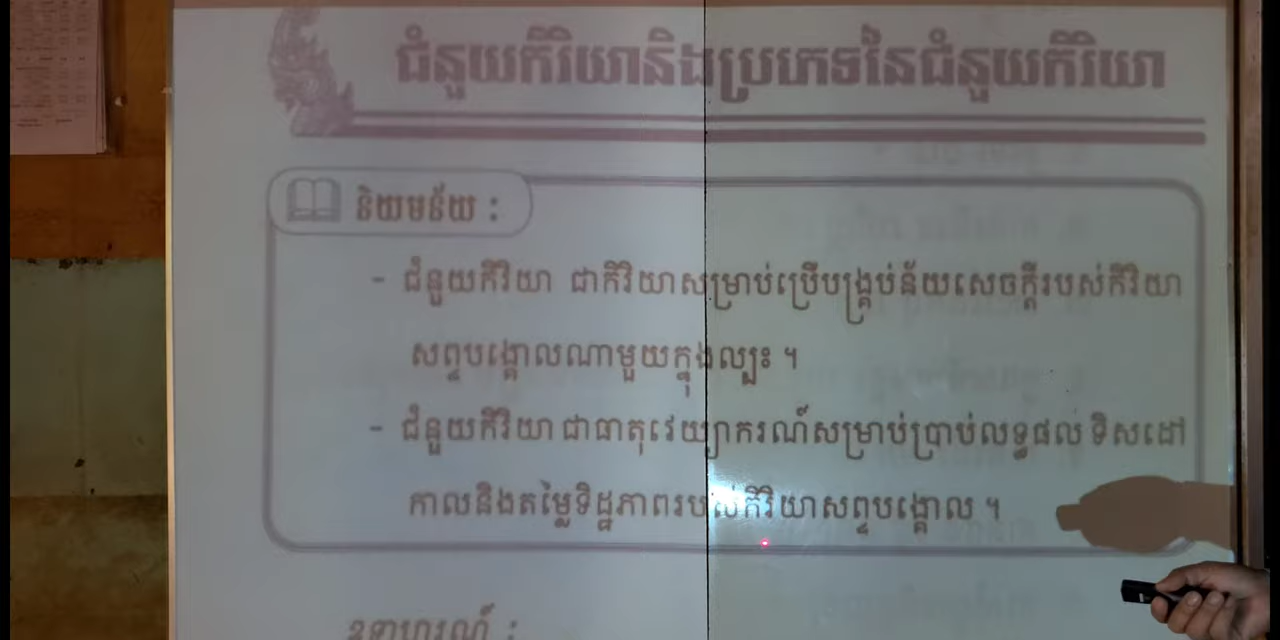 ជំនួយកិរិយានិងប្រភេទនៃជំនួយកិរិយា
និយមន័យ ៖
- ជំនួយកិរិយា ជាកិរិយាសម្រាប់ប្រើបង្គ្រប់ន័យសេចក្តីរបស់កិរិយា
សព្ទបង្គោលណាមួយក្នុងល្បះ ។
- ជំនួយកិរិយា ជាធាតុវេយ្យាករណ៍សម្រាប់ប្រាប់លទ្ធផល ទិសដៅ
កាលនិងតម្លៃទិដ្ឋភាពរបស់កិរិយាសព្ទបង្គោល ។
ឧទាហរណ៍ :